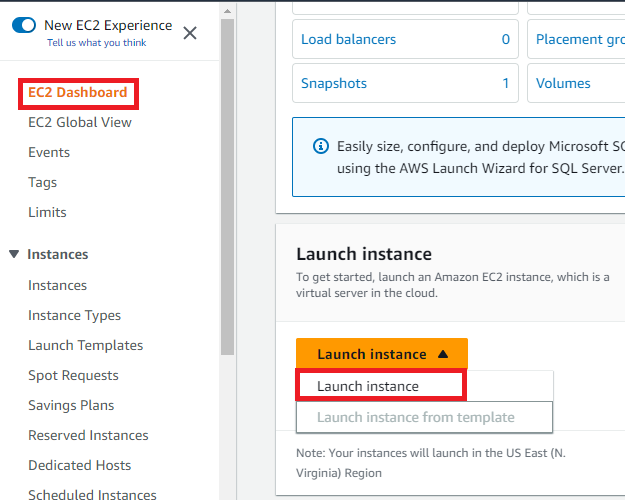 New EC2 Experience
Tell us what you think
EC2 Dashboard
EC2 Global View
Events
Tags
Limits
Instances
Instances
Instance Types
Launch Templates
Spot Requests
Savings Plans
Reserved Instances
Dedicated Hosts
Scheduled Instances
Load balancers 0
Placement gro
Snapshots 1
Volumes
Easily size, configure, and deploy Microsoft SQ
using the AWS Launch Wizard for SQL Server.
Launch instance
To get started, launch an Amazon EC2 instance, which is a
virtual server in the cloud.
Launch instance
Launch instance
Launch instance from template
Note: Your instances will launch in the US East (N.
Virginia) Region